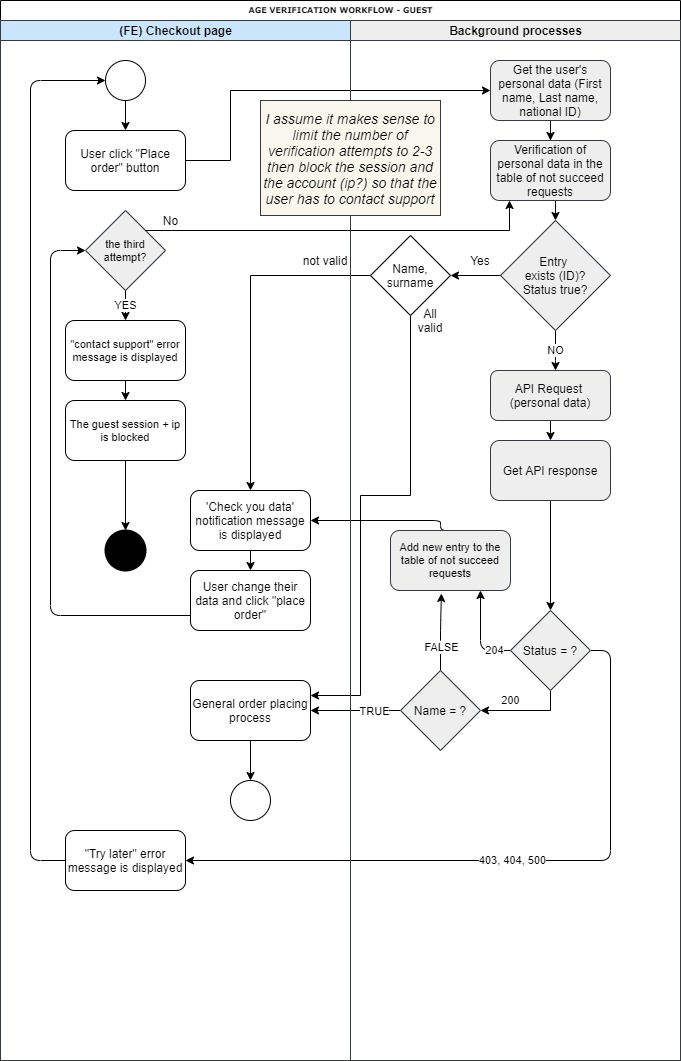 AGE VERIFICATION WORKFLOW - GUEST
(FE) Checkout page
Background processes
Get the user's
personal data (First
name, Last name,
national ID)
I assume it makes sense to
limit the number of
verification attempts to 2-3
then block the session and
the account (ip?) so that the
user has to contact support
User click "Place
order" button
Verification of
personal data in the
table of not succeed
requests
No
the third
attempt?
not valid
Name,
surname
Yes
Entry
exists (ID)?
Status true?
YES
All
valid
"contact support" error
message is displayed
NO
API Request
(personal data)
The guest session + ip
is blocked
Get API response
'Check you data'
notification message
is displayed
Add new entry to the
table of not succeed
requests
User change their
data and click "place
order"
FALSE
204
Status = ?
General order placing
process
TRUE
Name = ?
200
"Try later" error
message is displayed
403, 404, 500